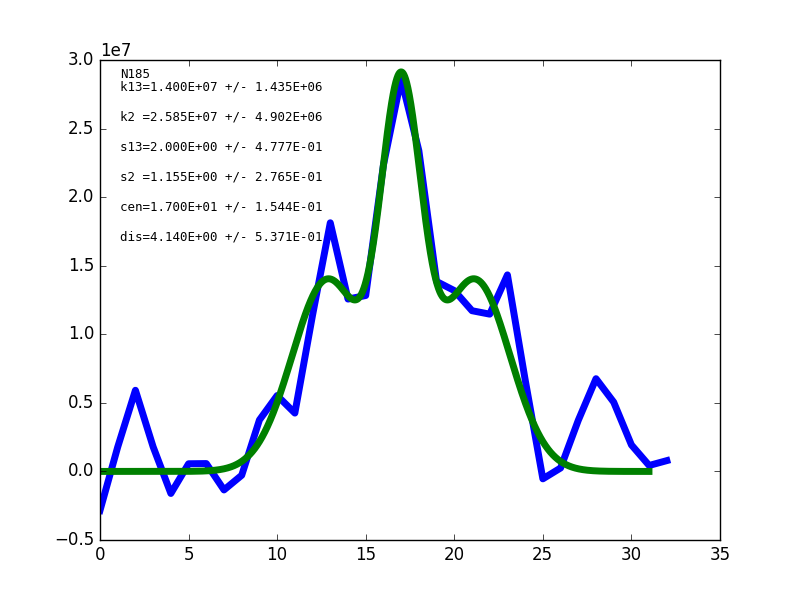 1e7
3.0
2.5
2.0
1.5
1.0
0.5
0.0
−0.5
N185
k13=1.400E+07 +/- 1.435E+06
k2 =2.585E+07 +/- 4.902E+06
s13=2.000E+00 +/- 4.777E-01
s2 =1.155E+00 +/- 2.765E-01
cen=1.700E+01 +/- 1.544E-01
dis=4.140E+00 +/- 5.371E-01
0 5 10 15 20 25 30 35